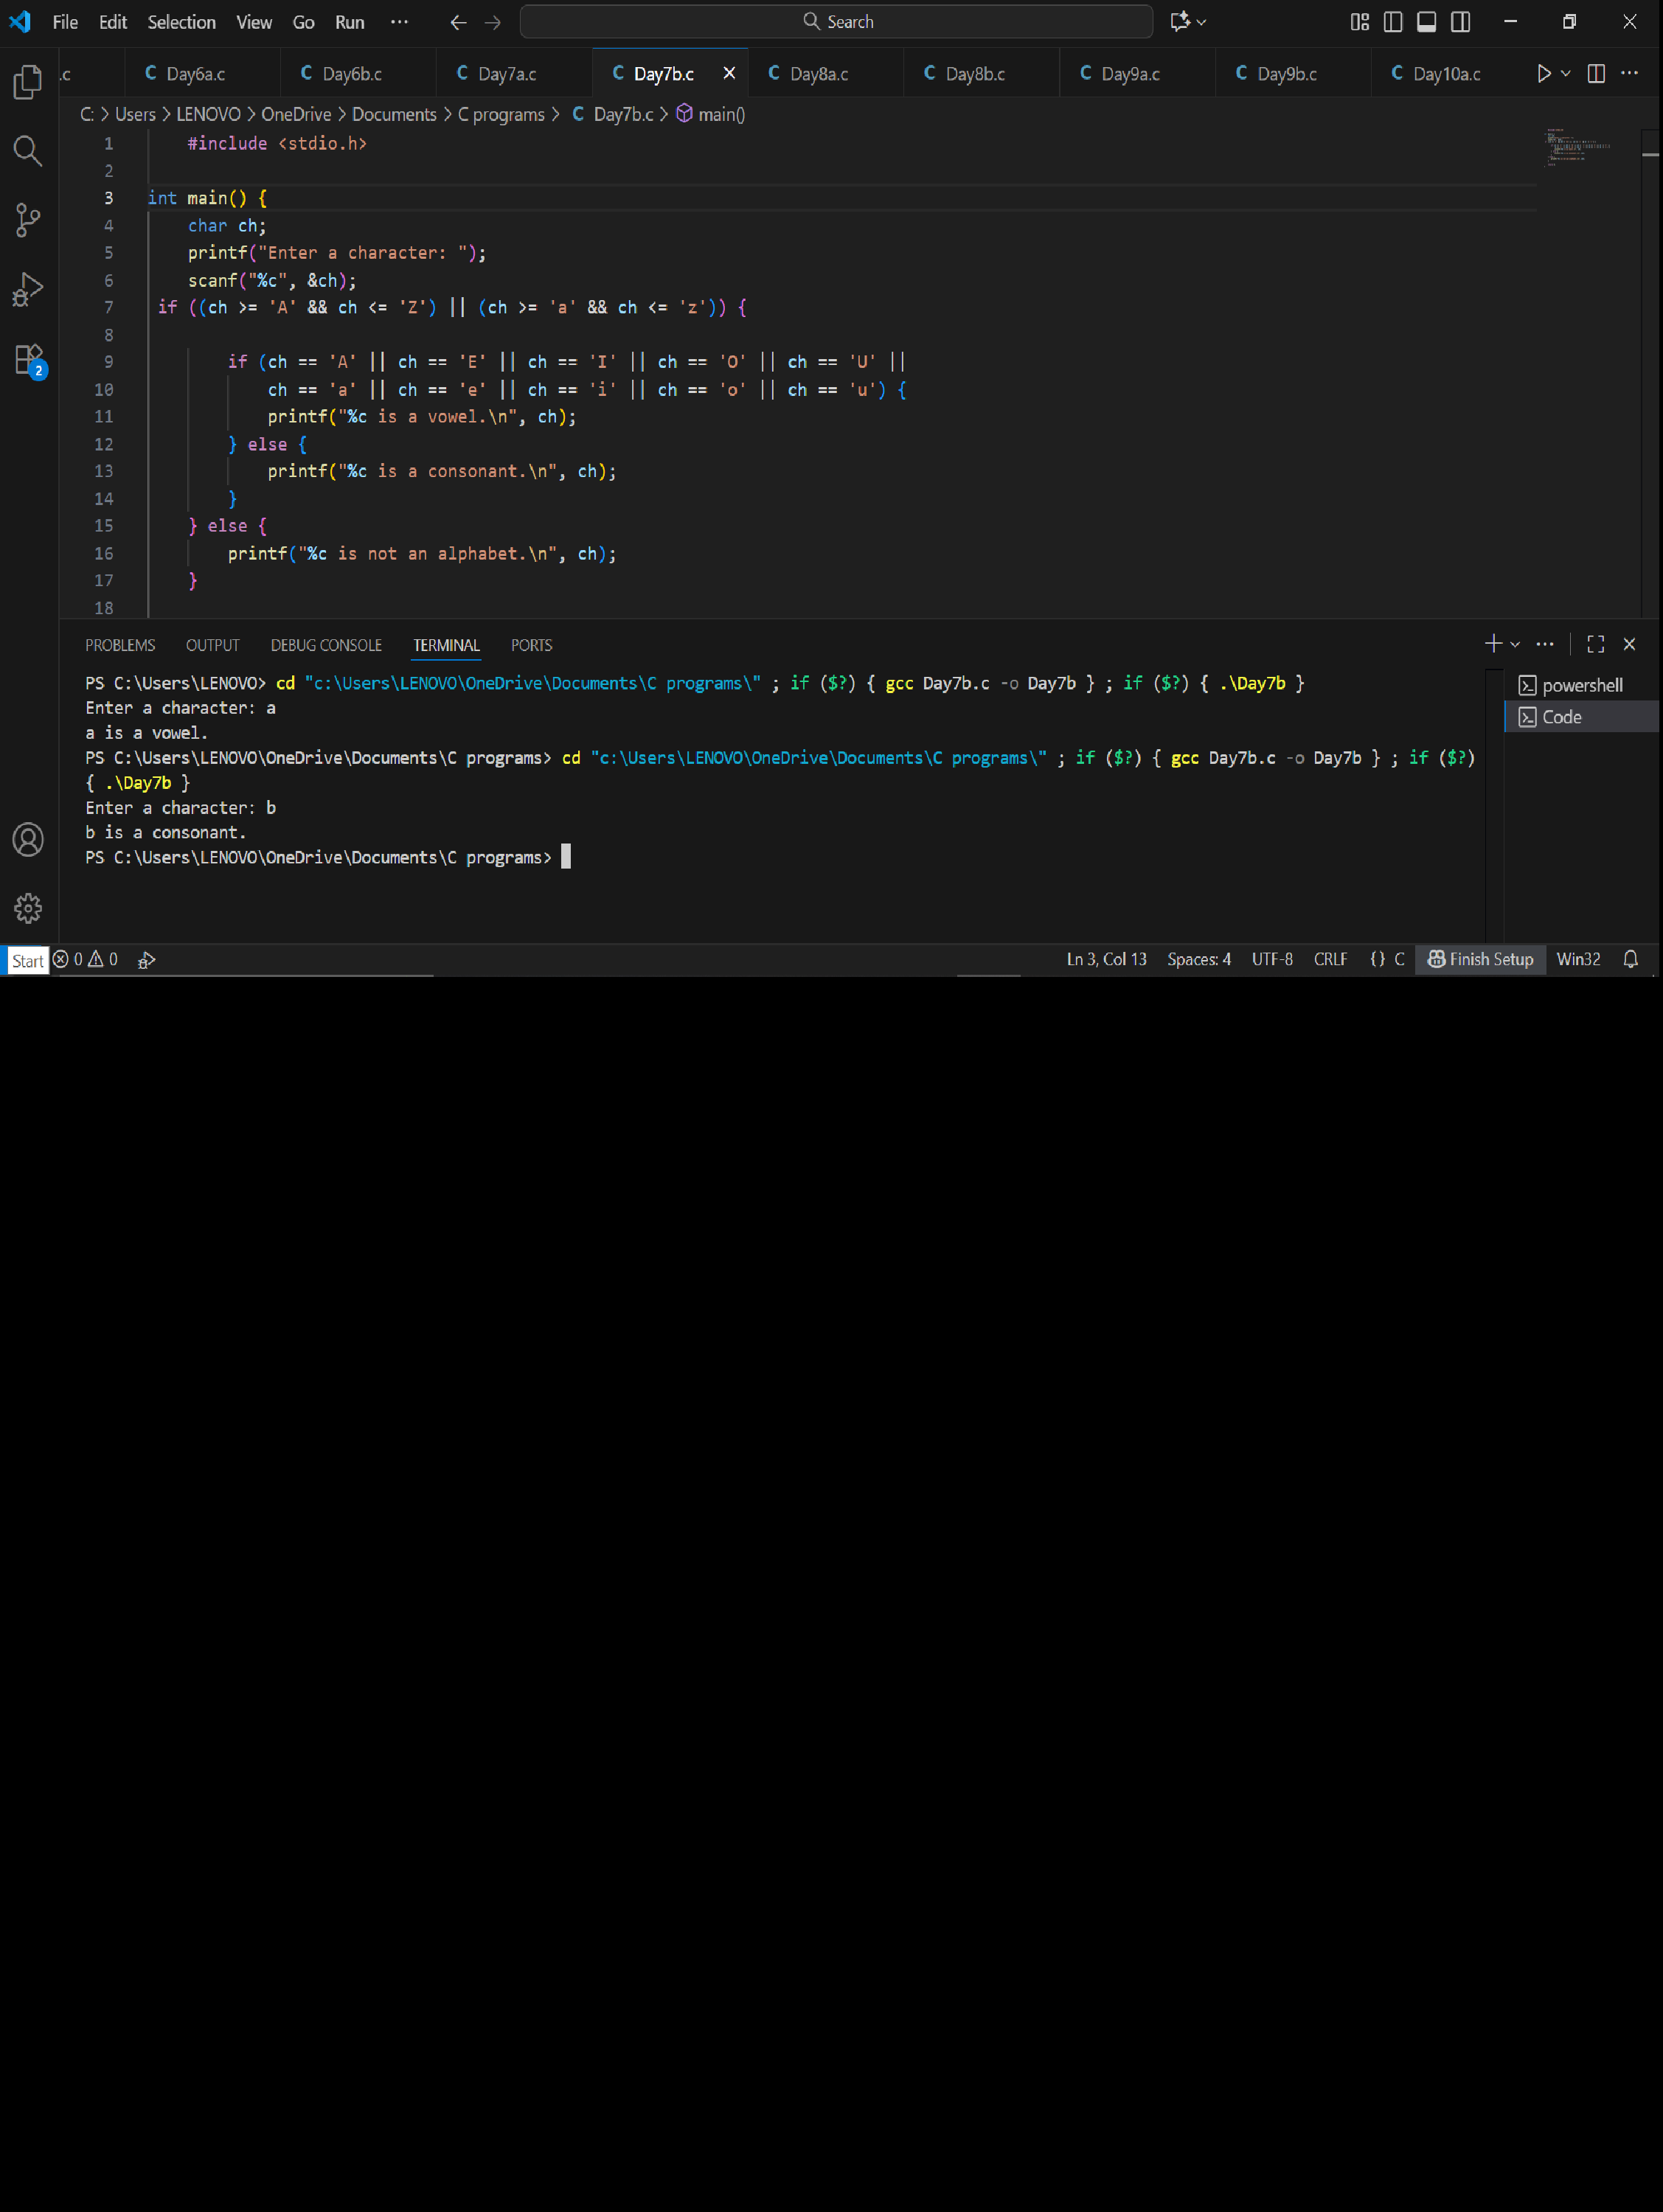 File Edit Selection View Go Run ··· Search
.c C Day6a.c C Day6b.c C Day7a.c C Day7b.c C Day8a.c C Day8b.c C Day9a.c C Day9b.c C Day10a.c
C: > Users > LENOVO > OneDrive > Documents > C programs > C Day7b.c > main()
1 #include <stdio.h>
2
3 int main() {
4 char ch;
5 printf("Enter a character: ");
6 scanf("%c", &ch);
7 if ((ch >= 'A' && ch <= 'Z') || (ch >= 'a' && ch <= 'z')) {
8
9 if (ch == 'A' || ch == 'E' || ch == 'I' || ch == 'O' || ch == 'U' ||
10 ch == 'a' || ch == 'e' || ch == 'i' || ch == 'o' || ch == 'u') {
11 printf("%c is a vowel.\n", ch);
12 } else {
13 printf("%c is a consonant.\n", ch);
14 }
15 } else {
16 printf("%c is not an alphabet.\n", ch);
17 }
18
PROBLEMS OUTPUT DEBUG CONSOLE TERMINAL PORTS
PS C:\Users\LENOVO> cd "c:\Users\LENOVO\OneDrive\Documents\C programs\" ; if ($?) { gcc Day7b.c -o Day7b } ; if ($?) { .\Day7b }
Enter a character: a
a is a vowel.
PS C:\Users\LENOVO\OneDrive\Documents\C programs> cd "c:\Users\LENOVO\OneDrive\Documents\C programs\" ; if ($?) { gcc Day7b.c -o Day7b } ; if ($?)
{ .\Day7b }
Enter a character: b
b is a consonant.
PS C:\Users\LENOVO\OneDrive\Documents\C programs>
powershell
Code
2
Start 0 0 Ln 3, Col 13 Spaces: 4 UTF-8 CRLF {} C Finish Setup Win32